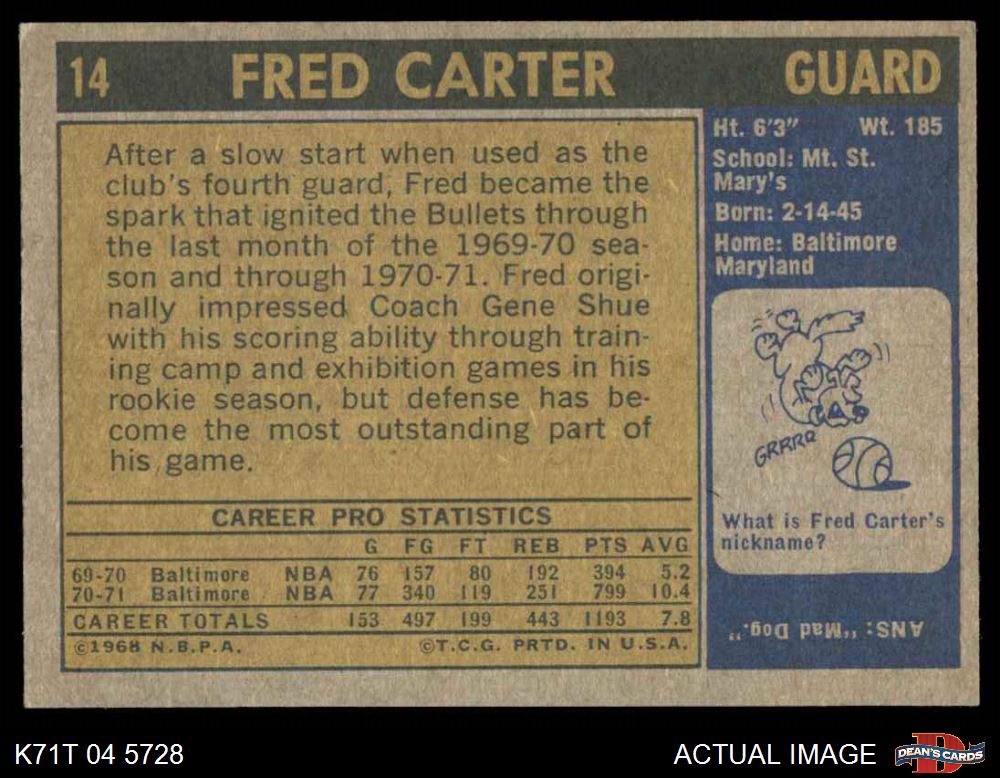 14 FRED CARTER GUARD
After a slow start when used as the
club's fourth guard, Fred became the
spark that ignited the Bullets through
the last month of the 1969-70 sea-
son and through 1970-71. Fred origi-
nally impressed Coach Gene Shue
with his scoring ability through train-
ing camp and exhibition games in his
rookie season, but defense has be-
come the most outstanding part of
his game.
CAREER PRO STATISTICS
G FG FT REB PTS AVG
69-70 Baltimore NBA 76 157 80 192 394 5.2
70-71 Baltimore NBA 77 340 119 251 799 10.4
CAREER TOTALS 153 497 199 443 1193 7.8
©1968 N.B.P.A. ©T.C.G. PRTD. IN U.S.A.
Ht. 6'3" Wt. 185
School: Mt. St.
Mary's
Born: 2-14-45
Home: Baltimore
Maryland
GRRRR
What is Fred Carter's
nickname?
ANS: "Mad Dog."
K71T 04 5728
ACTUAL IMAGE
D
DEAN'S CARDS